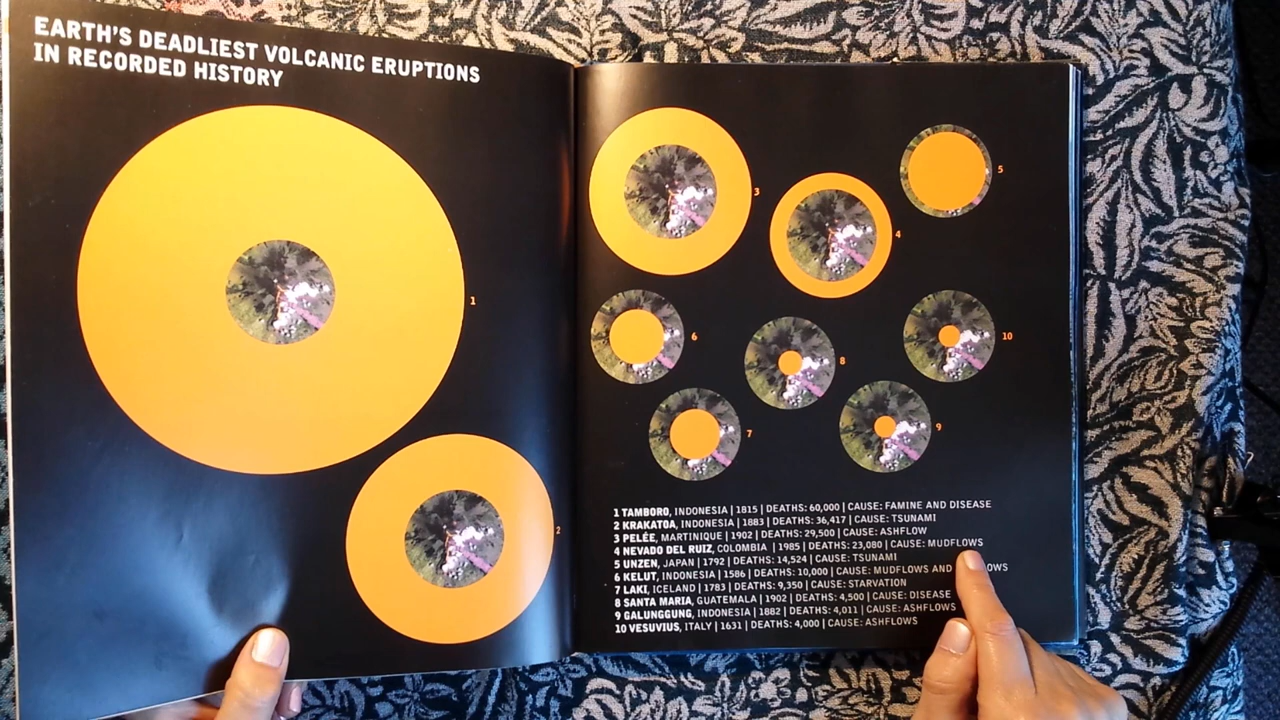 EARTH'S DEADLIEST VOLCANIC ERUPTIONS
IN RECORDED HISTORY
1
2
3
4
5
6
7
8
9
10
1 TAMBORO, INDONESIA | 1815 | DEATHS: 60,000 | CAUSE: FAMINE AND DISEASE
2 KRAKATOA, INDONESIA | 1883 | DEATHS: 36,417 | CAUSE: TSUNAMI
3 PELÉE, MARTINIQUE | 1902 | DEATHS: 29,500 | CAUSE: ASHFLOW
4 NEVADO DEL RUIZ, COLOMBIA | 1985 | DEATHS: 23,080 | CAUSE: MUDFLOWS
5 UNZEN, JAPAN | 1792 | DEATHS: 14,524 | CAUSE: TSUNAMI
6 KELUT, INDONESIA | 1586 | DEATHS: 10,000 | CAUSE: MUDFLOWS AND
7 LAKI, ICELAND | 1783 | DEATHS: 9,350 | CAUSE: STARVATION
8 SANTA MARIA, GUATEMALA | 1902 | DEATHS: 4,500 | CAUSE: DISEASE
9 GALUNGGUNG, INDONESIA | 1882 | DEATHS: 4,011 | CAUSE: ASHFLOWS
10 VESUVIUS, ITALY | 1631 | DEATHS: 4,000 | CAUSE: ASHFLOWS